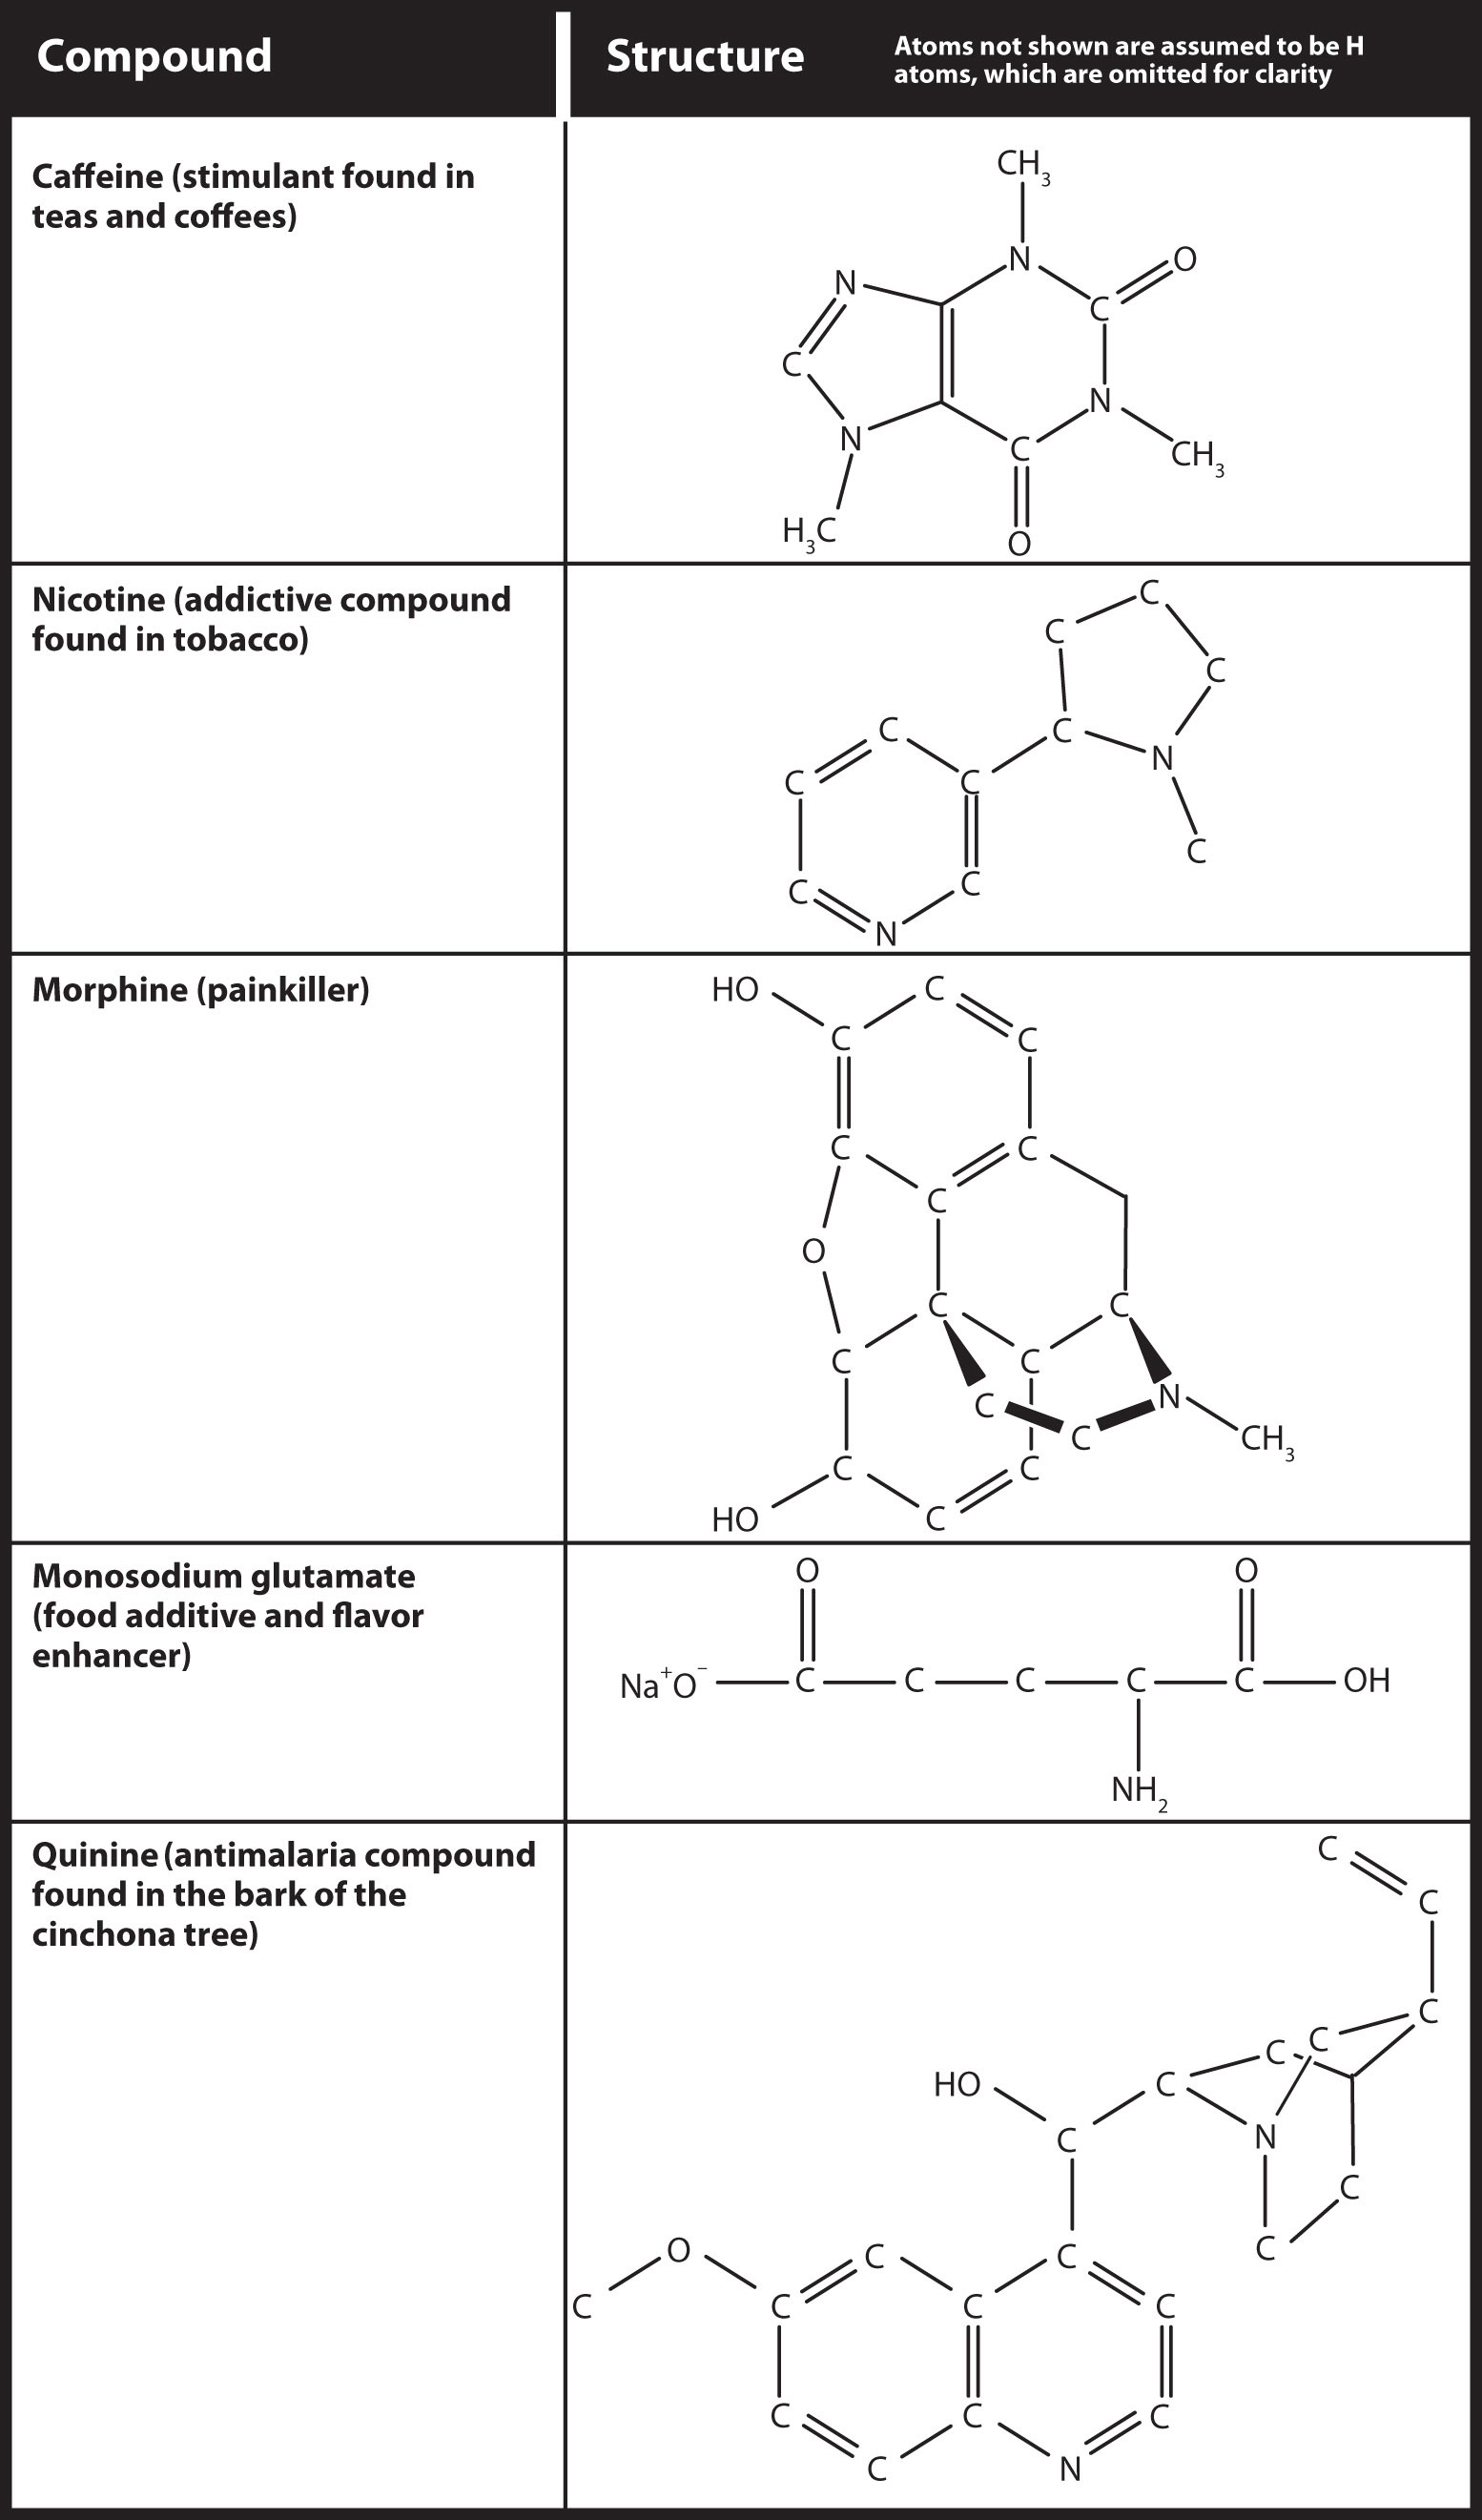 Compound
Structure
Atoms not shown are assumed to be H
atoms, which are omitted for clarity
Caffeine (stimulant found in
teas and coffees)
CH3
N
O
N
C
C
N
N
C
CH3
H3C
O
Nicotine (addictive compound
found in tobacco)
C
C
C
C
C
N
C
C
C
C
C
N
Morphine (painkiller)
HO
C
C
C
C
C
C
O
C
C
C
C
C
N
C
CH3
C
C
HO
C
Monosodium glutamate
(food additive and flavor
enhancer)
O
O
Na+O−
C
C
C
C
C
OH
NH2
Quinine (antimalaria compound
found in the bark of the
cinchona tree)
C
C
C
C
C
HO
C
N
C
C
O
C
C
C
C
C
C
C
C
C
C
C
C
N